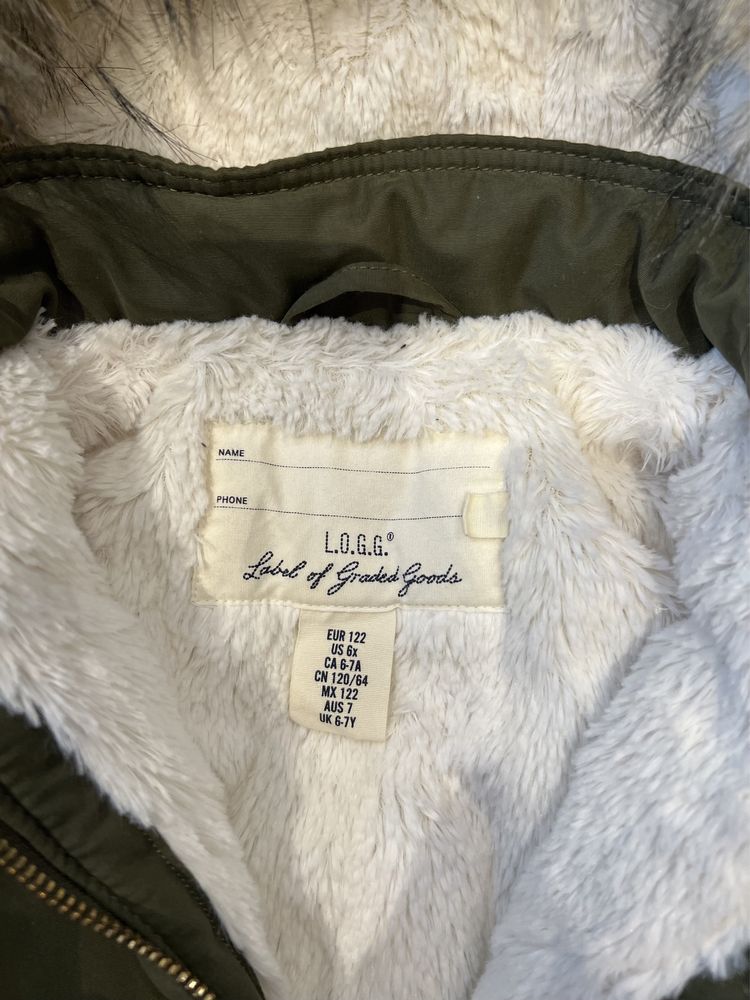 NAME
PHONE
L.O.G.G.®
Label of Graded Goods
EUR 122
US 6x
CA 6-7A
CN 120/64
MX 122
AUS 7
UK 6-7Y